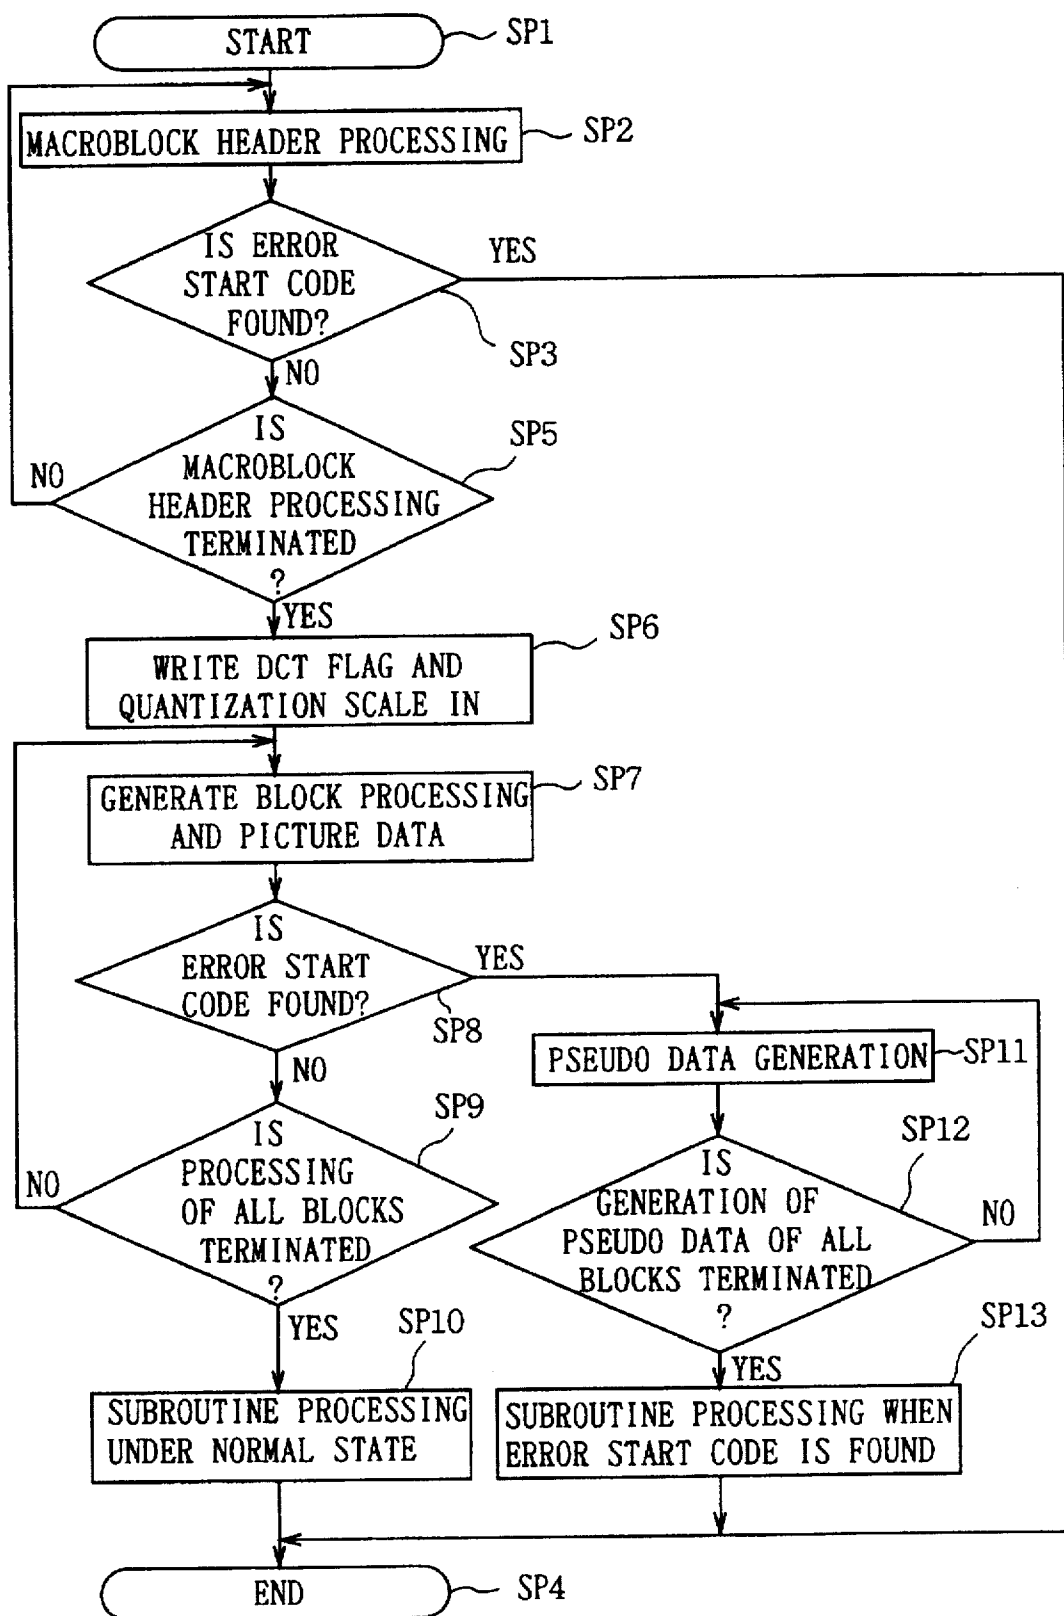 START
SP1
MACROBLOCK HEADER PROCESSING
SP2
IS ERROR
START CODE
FOUND?
YES
SP3
NO
IS
MACROBLOCK
HEADER PROCESSING
TERMINATED
?
SP5
NO
YES
WRITE DCT FLAG AND
QUANTIZATION SCALE IN
SP6
GENERATE BLOCK PROCESSING
AND PICTURE DATA
SP7
IS
ERROR START
CODE FOUND?
YES
SP8
NO
PSEUDO DATA GENERATION
SP11
IS
PROCESSING
OF ALL BLOCKS
TERMINATED
?
SP9
NO
YES
IS
GENERATION OF
PSEUDO DATA OF ALL
BLOCKS TERMINATED
?
SP12
NO
YES
SUBROUTINE PROCESSING
UNDER NORMAL STATE
SP10
SUBROUTINE PROCESSING WHEN
ERROR START CODE IS FOUND
SP13
END
SP4